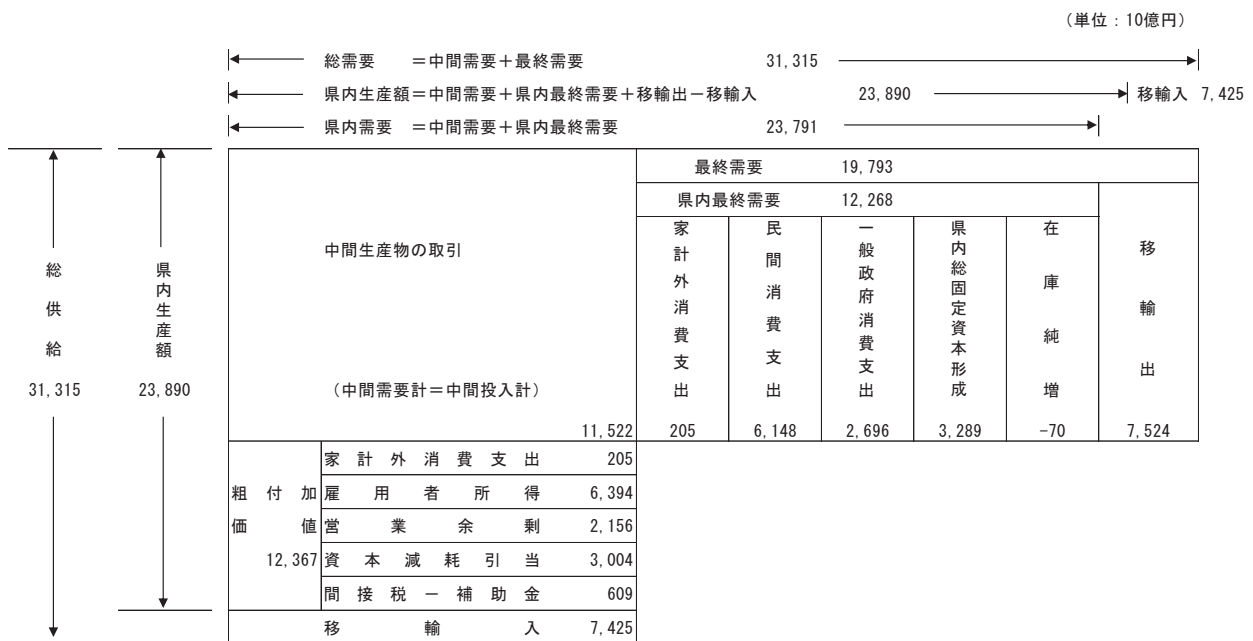 （単位：10億円）
総需要　＝中間需要＋最終需要　31,315
県内生産額＝中間需要＋県内最終需要＋移輸出－移輸入　23,890　移輸入 7,425
県内需要　＝中間需要＋県内最終需要　23,791
総供給
31,315
県内生産額
23,890
中間生産物の取引
（中間需要計＝中間投入計）
11,522
最終需要　19,793
県内最終需要　12,268
家計外消費支出
205
民間消費支出
6,148
一般政府消費支出
2,696
県内総固定資本形成
3,289
在庫純増
-70
移輸出
7,524
粗付加価値
12,367
家計外消費支出　205
雇用者所得　6,394
営業余剰　2,156
資本減耗引当　3,004
間接税－補助金　609
移輸入　7,425